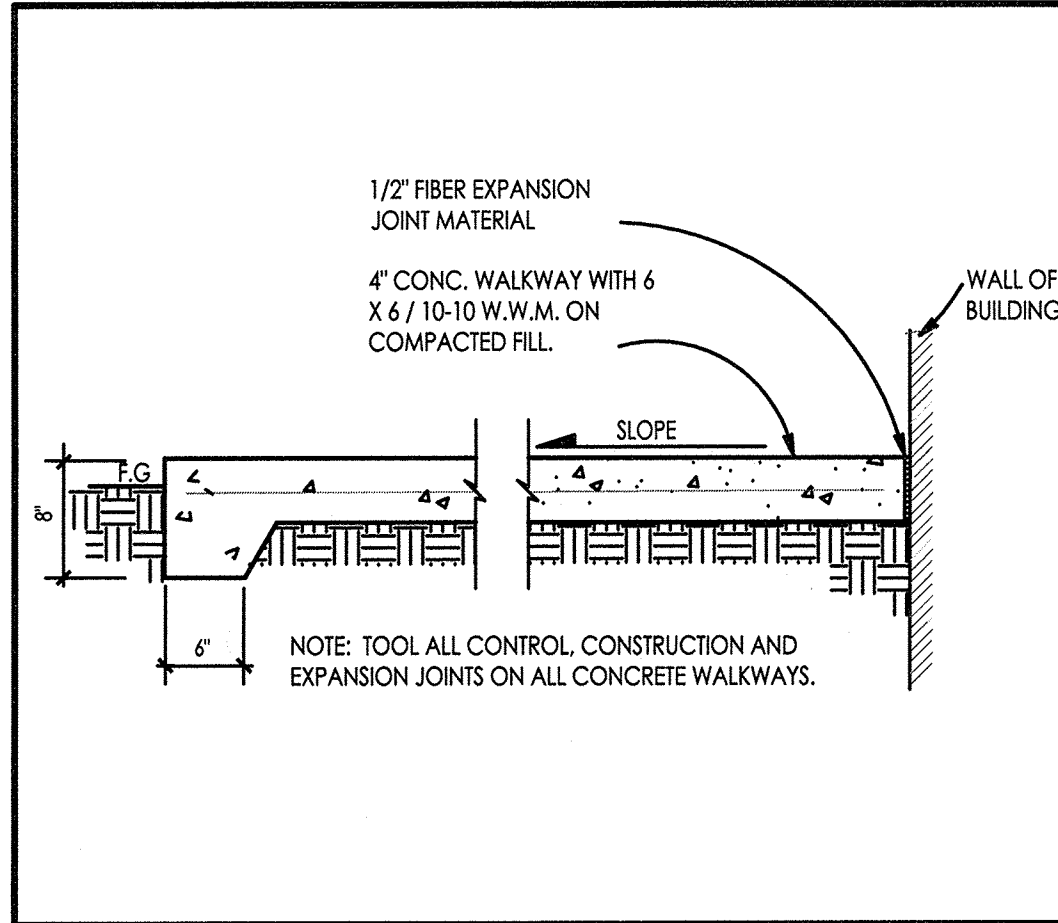 1/2" FIBER EXPANSION
JOINT MATERIAL
4" CONC. WALKWAY WITH 6
X 6 / 10-10 W.W.M. ON
COMPACTED FILL.
WALL OF
BUILDING
SLOPE
F.G
8"
6"
NOTE: TOOL ALL CONTROL, CONSTRUCTION AND
EXPANSION JOINTS ON ALL CONCRETE WALKWAYS.